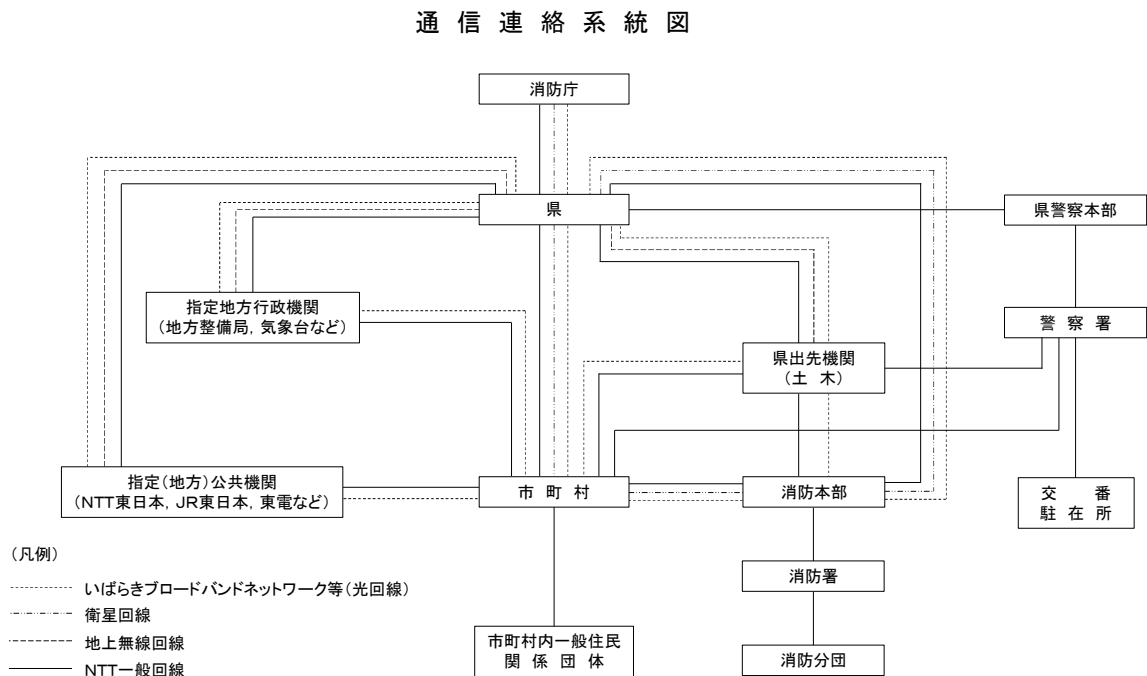 通信連絡系統図
消防庁
県
県警察本部
指定地方行政機関
（地方整備局，気象台など）
警察署
県出先機関
（土木）
指定（地方）公共機関
（NTT東日本，JR東日本，東電など）
市町村
消防本部
交番
駐在所
（凡例）
いばらきブロードバンドネットワーク等（光回線）
衛星回線
地上無線回線
NTT一般回線
消防署
市町村内一般住民
関係団体
消防分団